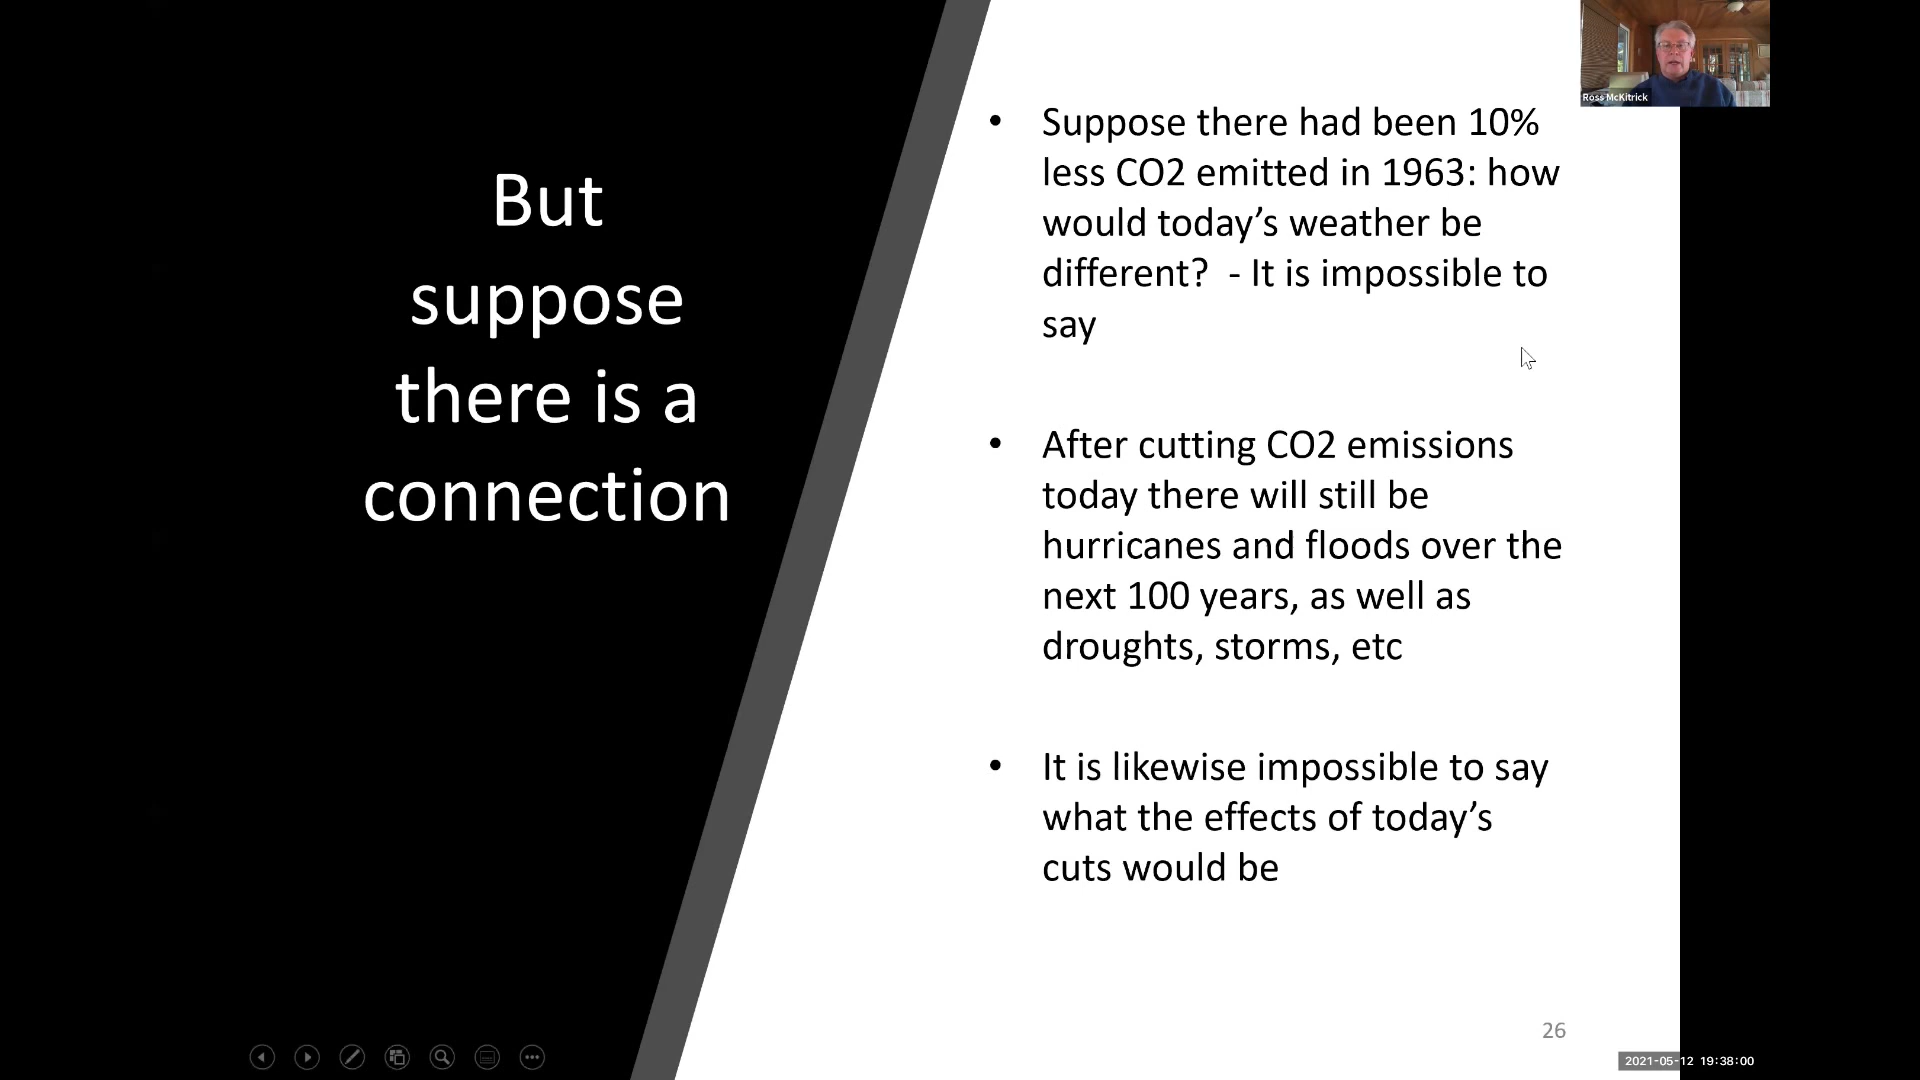 But
suppose
there is a
connection
• Suppose there had been 10%
less CO2 emitted in 1963: how
would today’s weather be
different?  - It is impossible to
say
• After cutting CO2 emissions
today there will still be
hurricanes and floods over the
next 100 years, as well as
droughts, storms, etc
• It is likewise impossible to say
what the effects of today’s
cuts would be
Ross McKitrick
26
2021-05-12 19:38:00